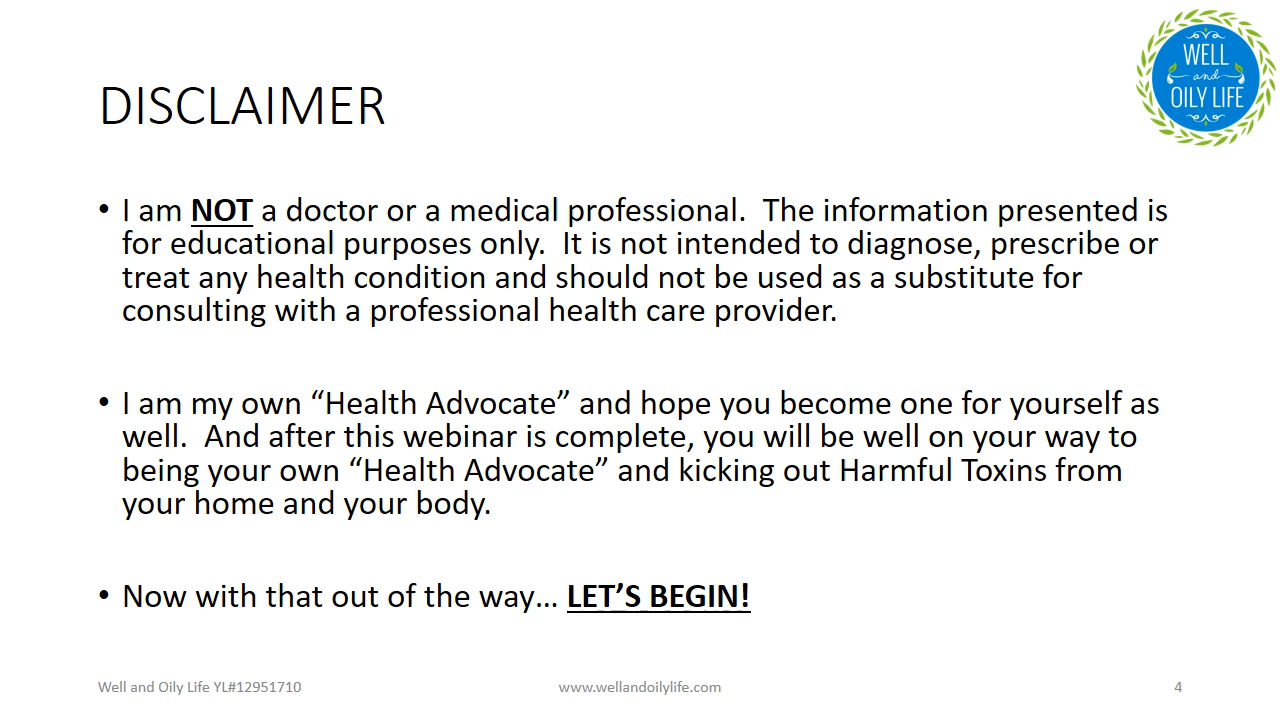 WELL
and
OILY LIFE
DISCLAIMER
• I am NOT a doctor or a medical professional.  The information presented is
for educational purposes only.  It is not intended to diagnose, prescribe or
treat any health condition and should not be used as a substitute for
consulting with a professional health care provider.
• I am my own “Health Advocate” and hope you become one for yourself as
well.  And after this webinar is complete, you will be well on your way to
being your own “Health Advocate” and kicking out Harmful Toxins from
your home and your body.
• Now with that out of the way… LET’S BEGIN!
Well and Oily Life YL#12951710
www.wellandoilylife.com
4